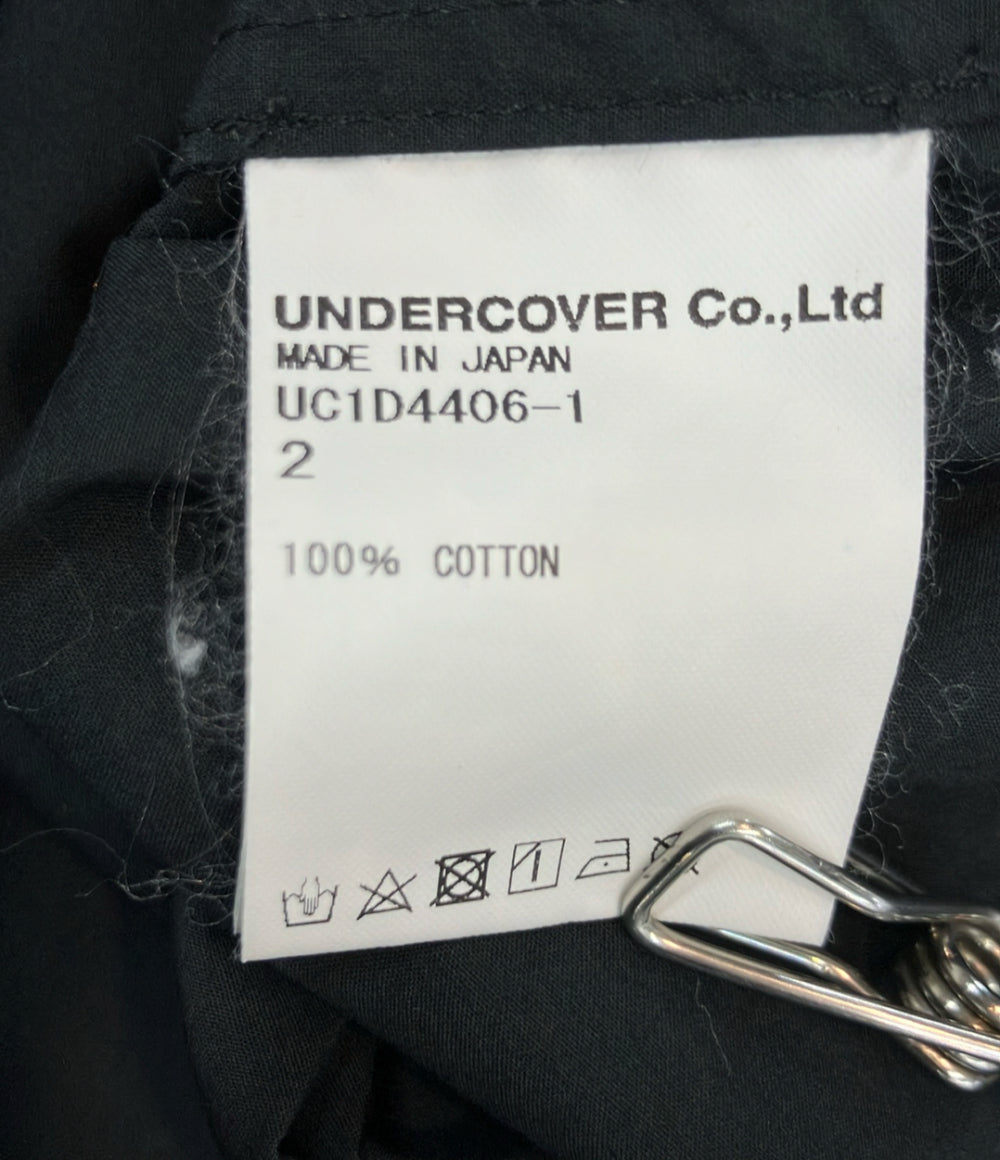 UNDERCOVER Co.,Ltd
MADE IN JAPAN
UC1D4406-1
2
100% COTTON